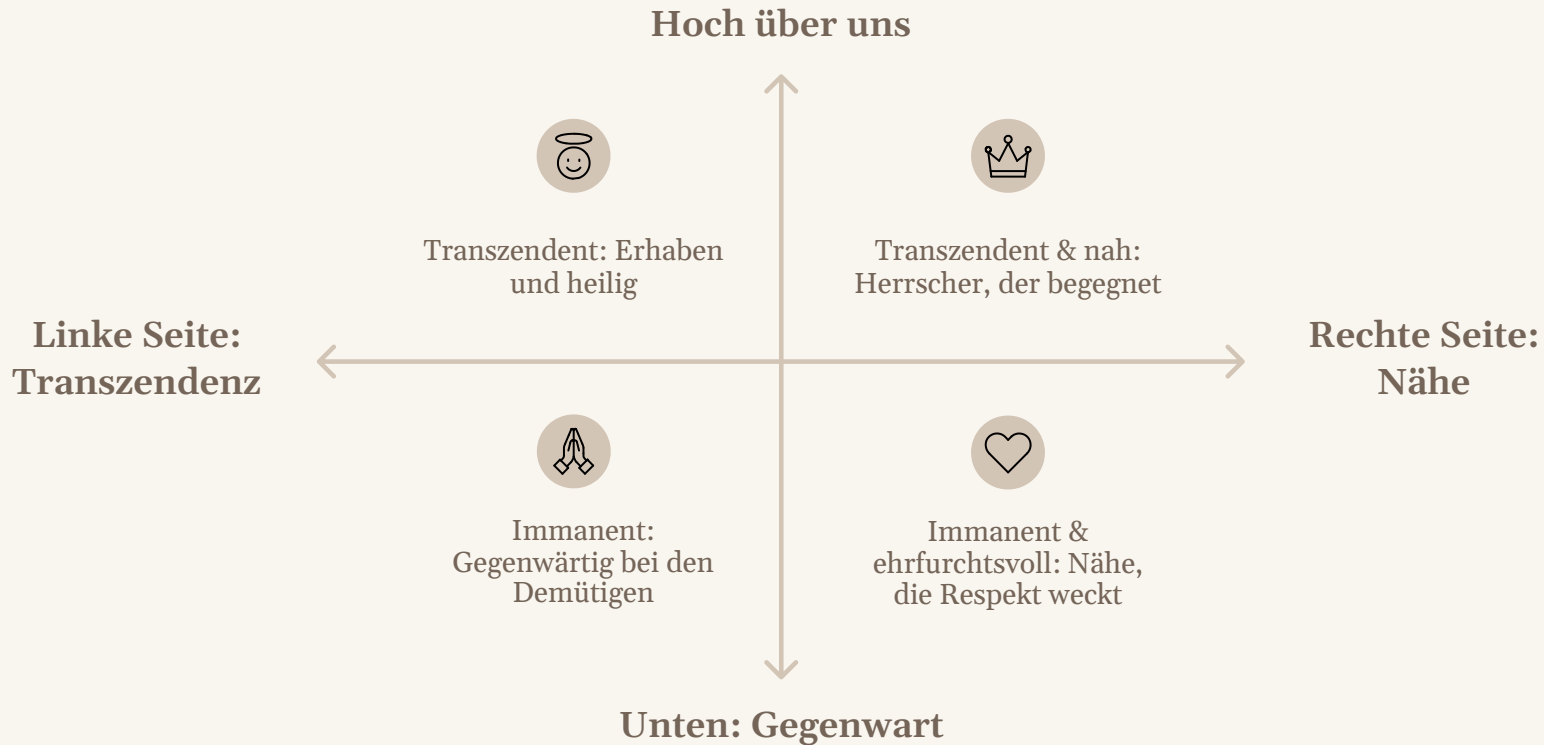 Hoch über uns
Transzendent: Erhaben
und heilig
Transzendent & nah:
Herrscher, der begegnet
Linke Seite:
Transzendenz
Rechte Seite:
Nähe
Immanent:
Gegenwärtig bei den
Demütigen
Immanent &
ehrfurchtsvoll: Nähe,
die Respekt weckt
Unten: Gegenwart